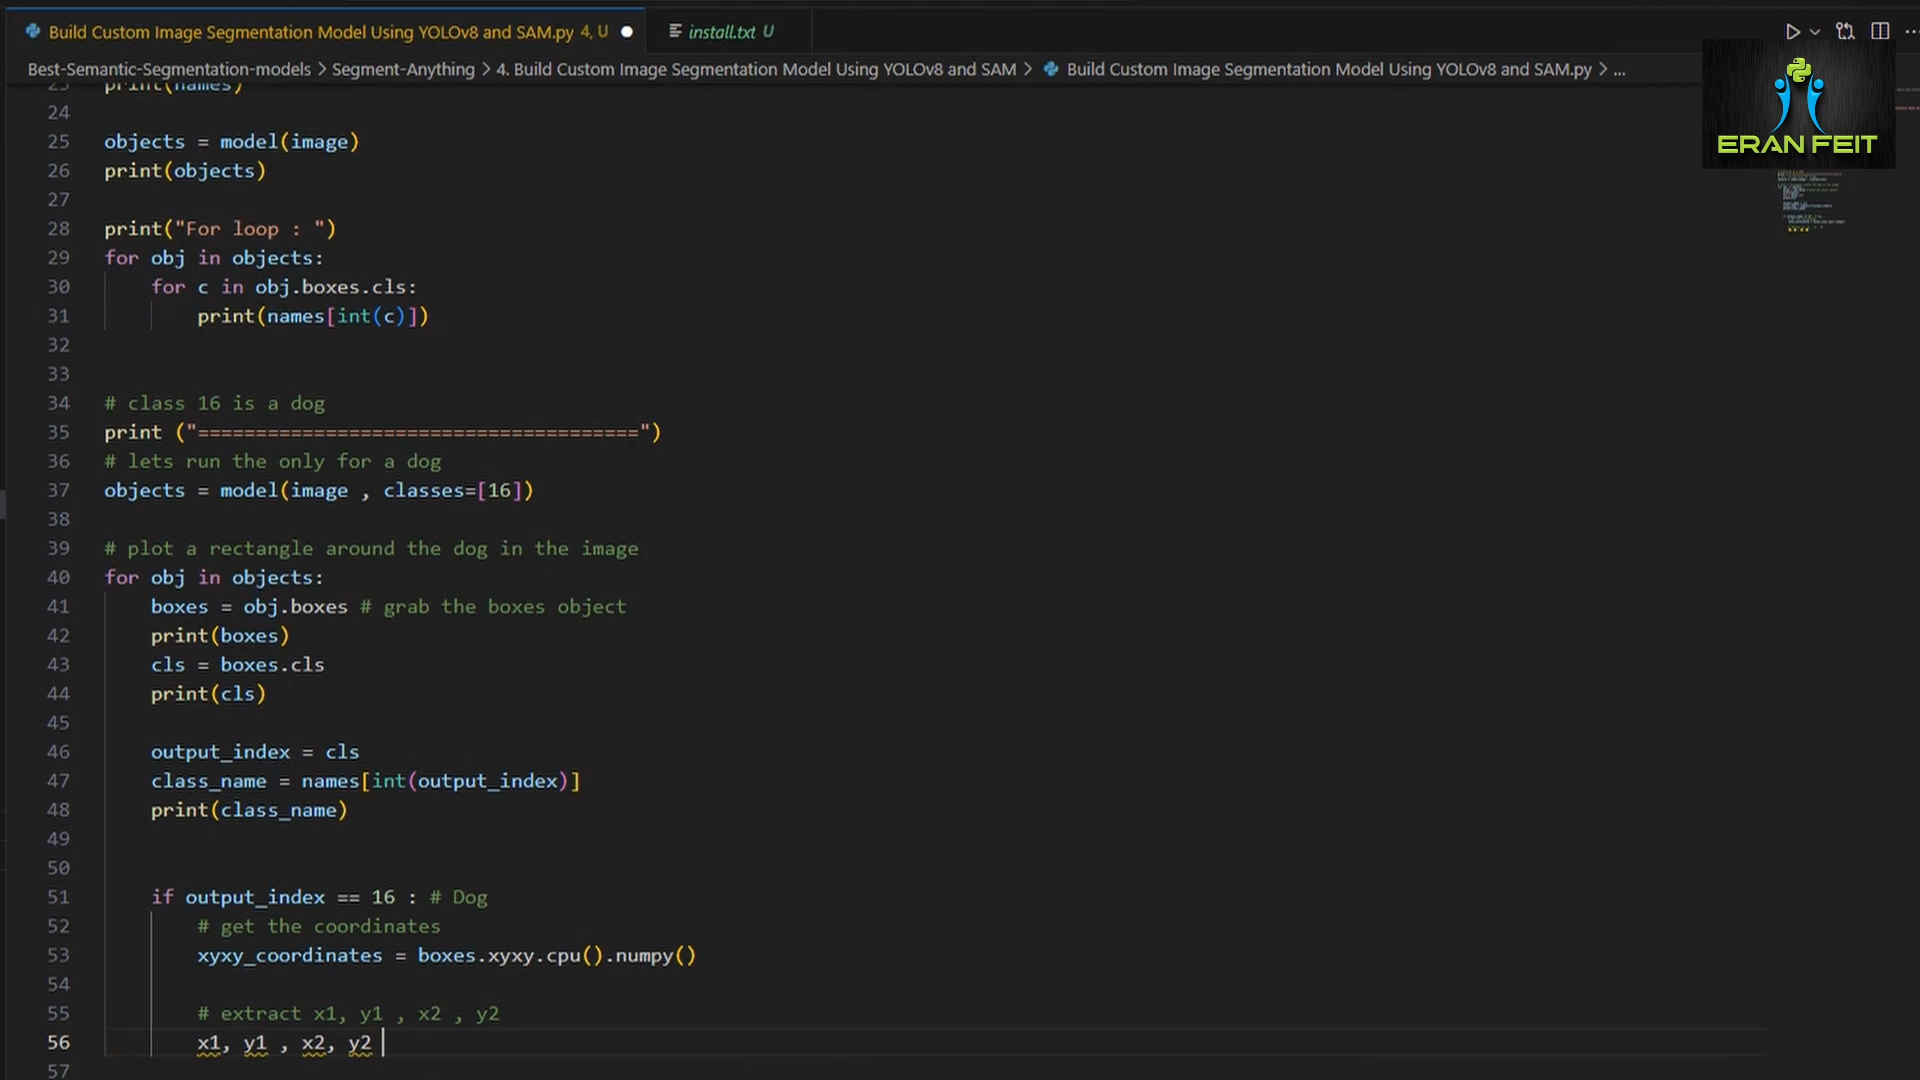 Build Custom Image Segmentation Model Using YOLOv8 and SAM.py 4, U
install.txt U
Best-Semantic-Segmentation-models > Segment-Anything > 4. Build Custom Image Segmentation Model Using YOLOv8 and SAM > Build Custom Image Segmentation Model Using YOLOv8 and SAM.py > ...
ERAN FEIT
23 print(names)
24
25 objects = model(image)
26 print(objects)
27
28 print("For loop : ")
29 for obj in objects:
30     for c in obj.boxes.cls:
31         print(names[int(c)])
32
33
34 # class 16 is a dog
35 print ("======================================")
36 # lets run the only for a dog
37 objects = model(image , classes=[16])
38
39 # plot a rectangle around the dog in the image
40 for obj in objects:
41     boxes = obj.boxes # grab the boxes object
42     print(boxes)
43     cls = boxes.cls
44     print(cls)
45
46     output_index = cls
47     class_name = names[int(output_index)]
48     print(class_name)
49
50
51     if output_index == 16 : # Dog
52         # get the coordinates
53         xyxy_coordinates = boxes.xyxy.cpu().numpy()
54
55         # extract x1, y1 , x2 , y2
56         x1, y1 , x2, y2
57